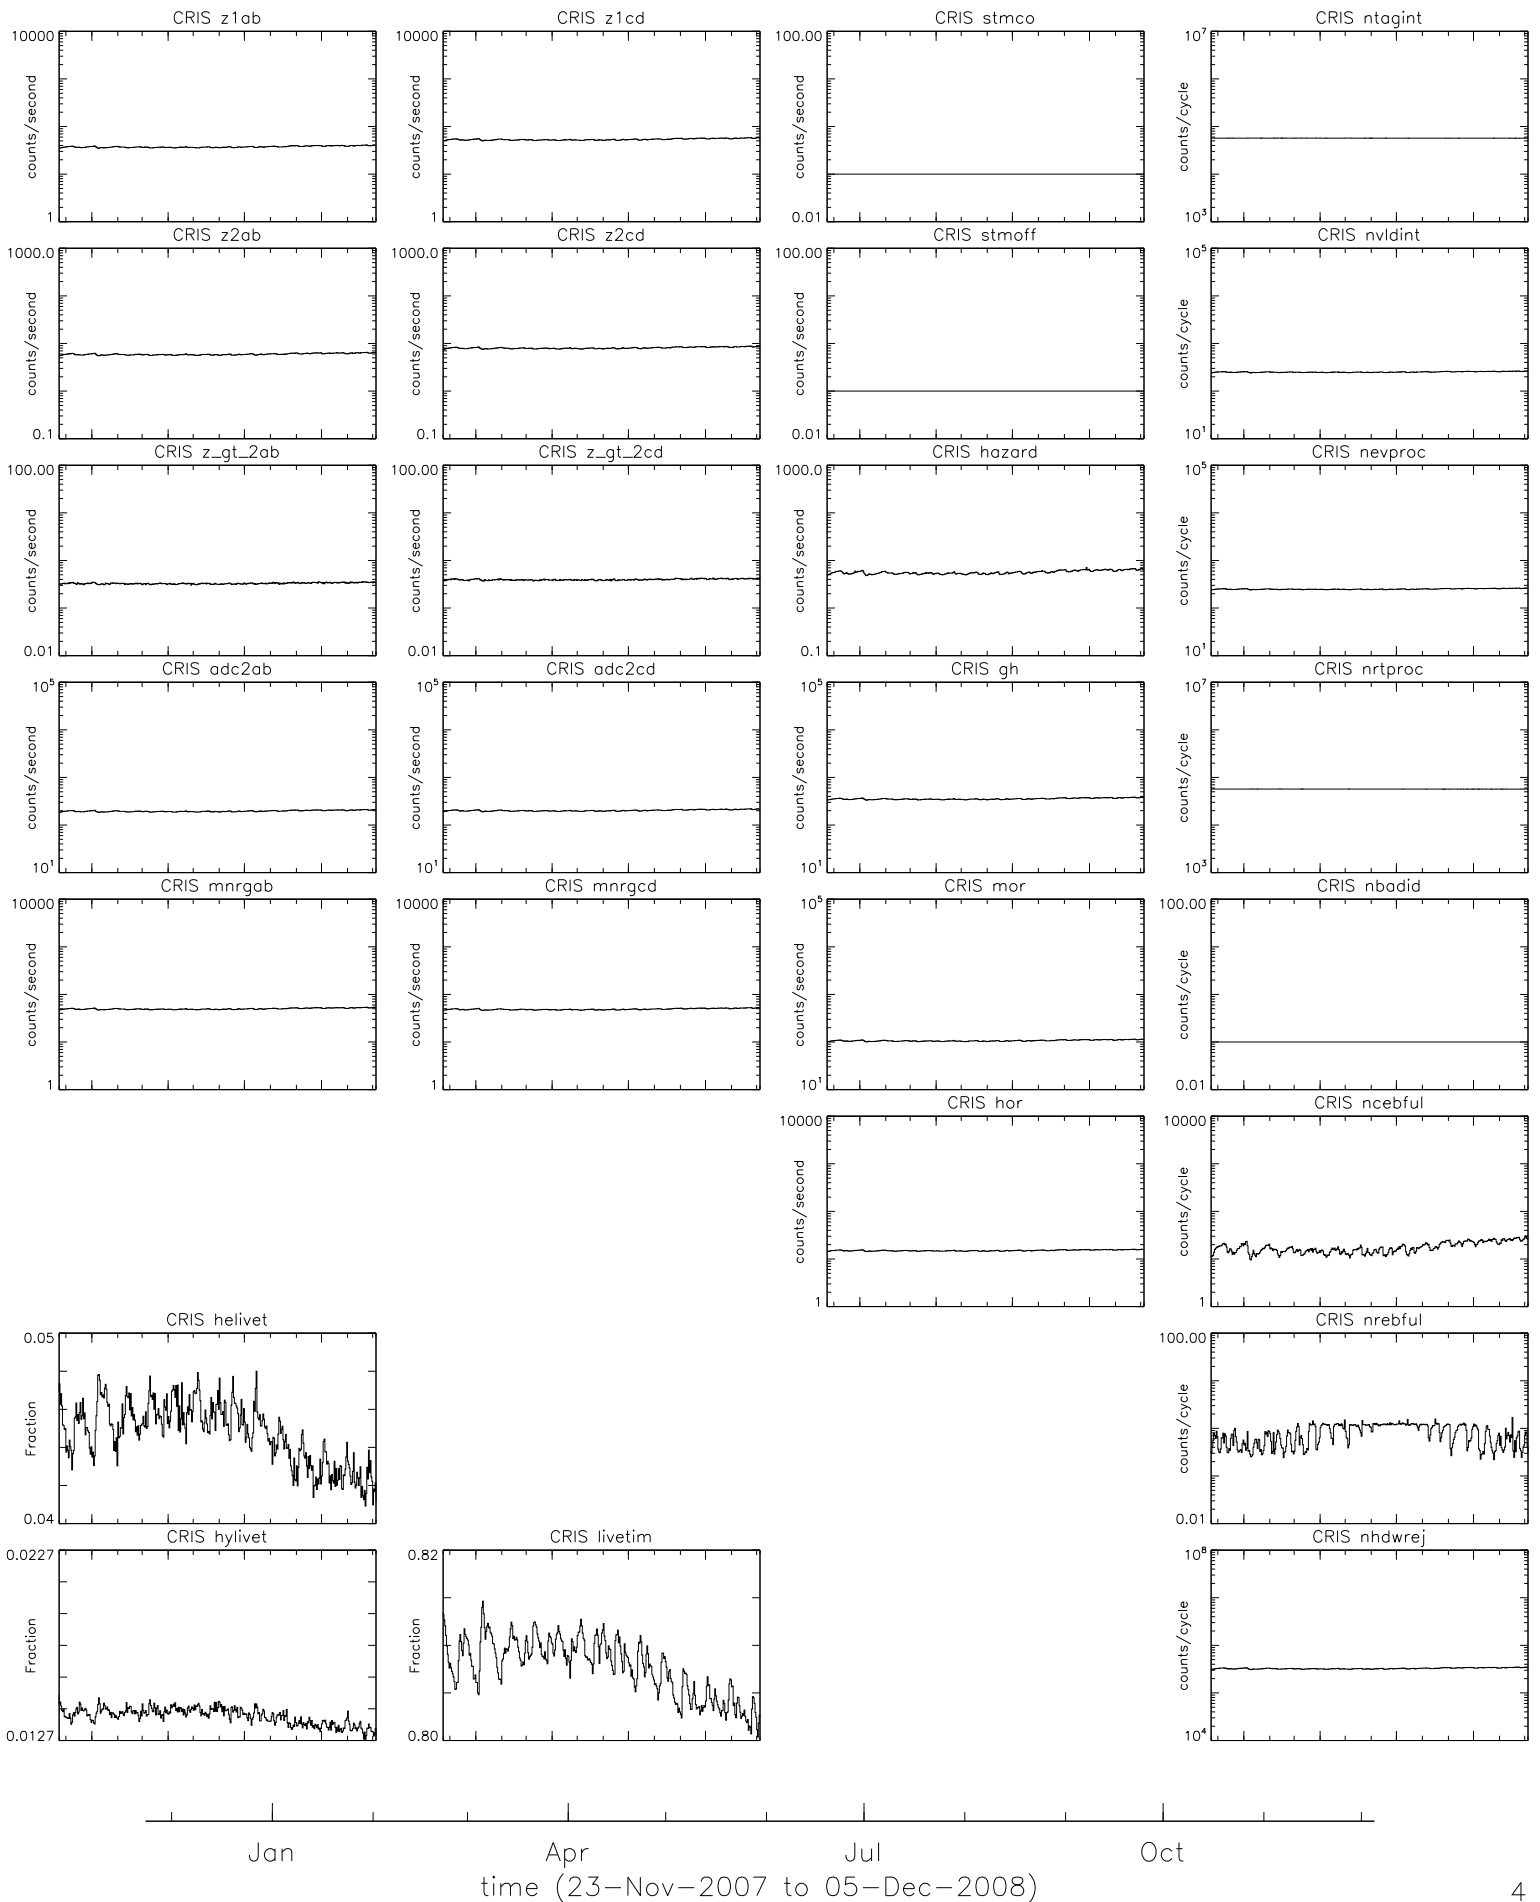 CRIS z1ab
CRIS z1cd
CRIS stmco
CRIS ntagint
10000
counts/second
1
10000
counts/second
1
100.00
counts/second
0.01
10⁷
counts/cycle
10³
CRIS z2ab
CRIS z2cd
CRIS stmoff
CRIS nvldint
1000.0
counts/second
0.1
1000.0
counts/second
0.1
100.00
counts/second
0.01
10⁵
counts/cycle
10¹
CRIS z_gt_2ab
CRIS z_gt_2cd
CRIS hazard
CRIS nevproc
100.00
counts/second
0.01
100.00
counts/second
0.01
1000.0
counts/second
0.1
10⁵
counts/cycle
10¹
CRIS adc2ab
CRIS adc2cd
CRIS gh
CRIS nrtproc
10⁵
counts/second
10¹
10⁵
counts/second
10¹
10⁵
counts/second
10¹
10⁷
counts/cycle
10³
CRIS mnrgab
CRIS mnrgcd
CRIS mor
CRIS nbadid
10000
counts/second
1
10000
counts/second
1
10⁵
counts/second
10¹
100.00
counts/cycle
0.01
CRIS hor
CRIS ncebful
10000
counts/second
1
10000
counts/cycle
1
CRIS helivet
CRIS nrebful
0.05
Fraction
0.04
100.00
counts/cycle
0.01
CRIS hylivet
CRIS livetim
CRIS nhdwrej
0.0227
Fraction
0.0127
0.82
Fraction
0.80
10⁸
counts/cycle
10⁴
Jan
Apr
Jul
Oct
time (23-Nov-2007 to 05-Dec-2008)
4